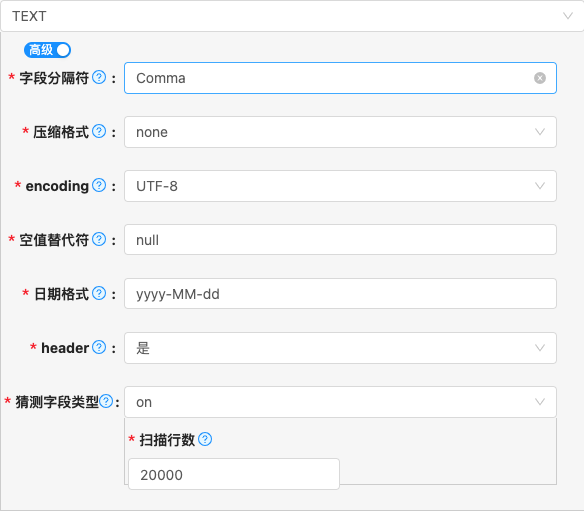 TEXT
高级
* 字段分隔符 ? : Comma
* 压缩格式 ? : none
* encoding ? : UTF-8
* 空值替代符 ? : null
* 日期格式 ? : yyyy-MM-dd
* header ? : 是
* 猜测字段类型 ? : on
* 扫描行数 ?
20000